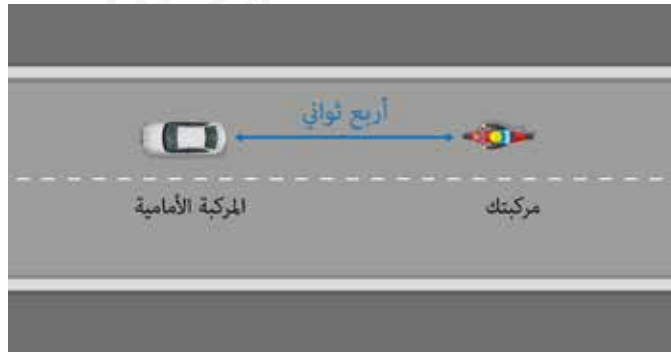 أربع ثواني
مركبتك
المركبة الأمامية